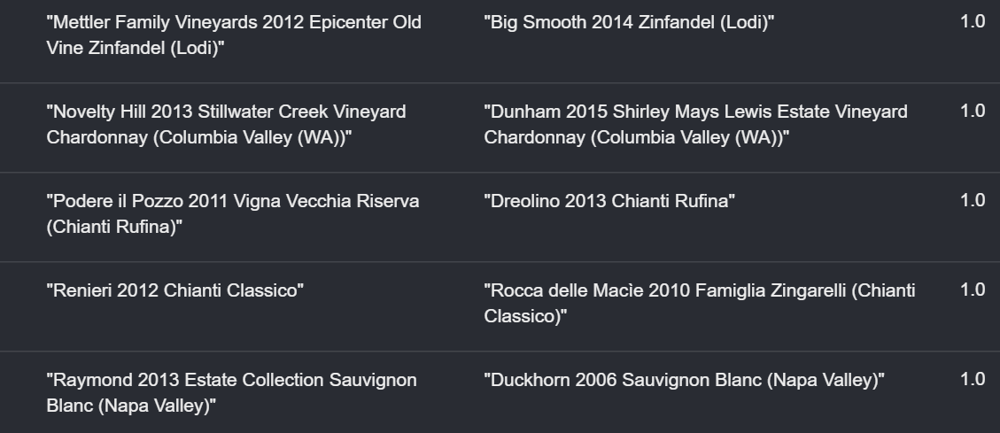 "Mettler Family Vineyards 2012 Epicenter Old
Vine Zinfandel (Lodi)"
"Big Smooth 2014 Zinfandel (Lodi)"
1.0
"Novelty Hill 2013 Stillwater Creek Vineyard
Chardonnay (Columbia Valley (WA))"
"Dunham 2015 Shirley Mays Lewis Estate Vineyard
Chardonnay (Columbia Valley (WA))"
1.0
"Podere il Pozzo 2011 Vigna Vecchia Riserva
(Chianti Rufina)"
"Dreolino 2013 Chianti Rufina"
1.0
"Renieri 2012 Chianti Classico"
"Rocca delle Macìe 2010 Famiglia Zingarelli (Chianti
Classico)"
1.0
"Raymond 2013 Estate Collection Sauvignon
Blanc (Napa Valley)"
"Duckhorn 2006 Sauvignon Blanc (Napa Valley)"
1.0